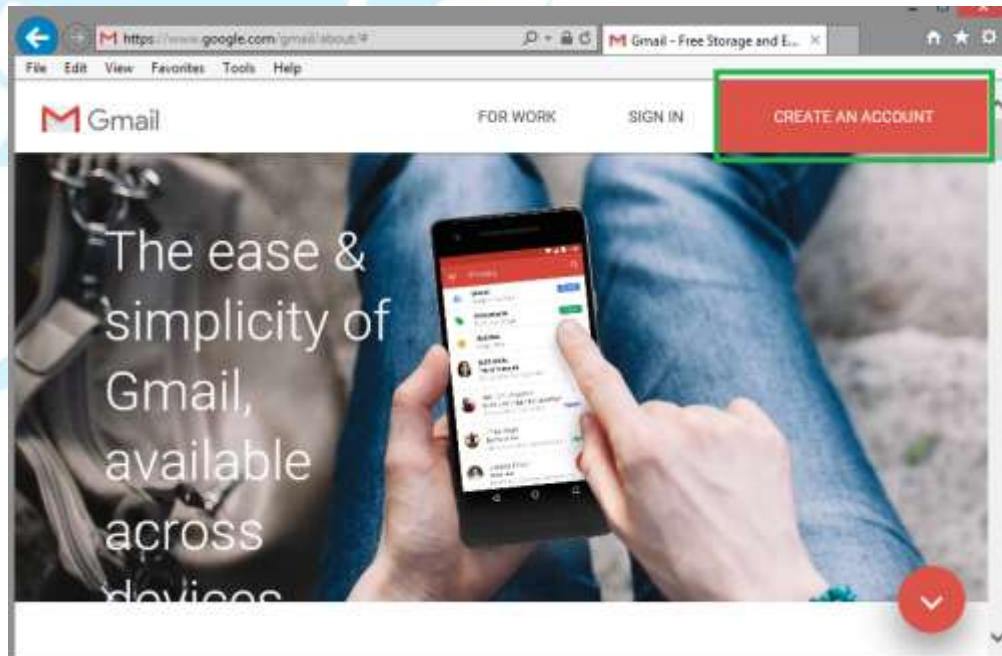 https://www.google.com/gmail/about/#
Gmail - Free Storage and E...
File Edit View Favorites Tools Help
Gmail
FOR WORK
SIGN IN
CREATE AN ACCOUNT
The ease &
simplicity of
Gmail,
available
across
devices